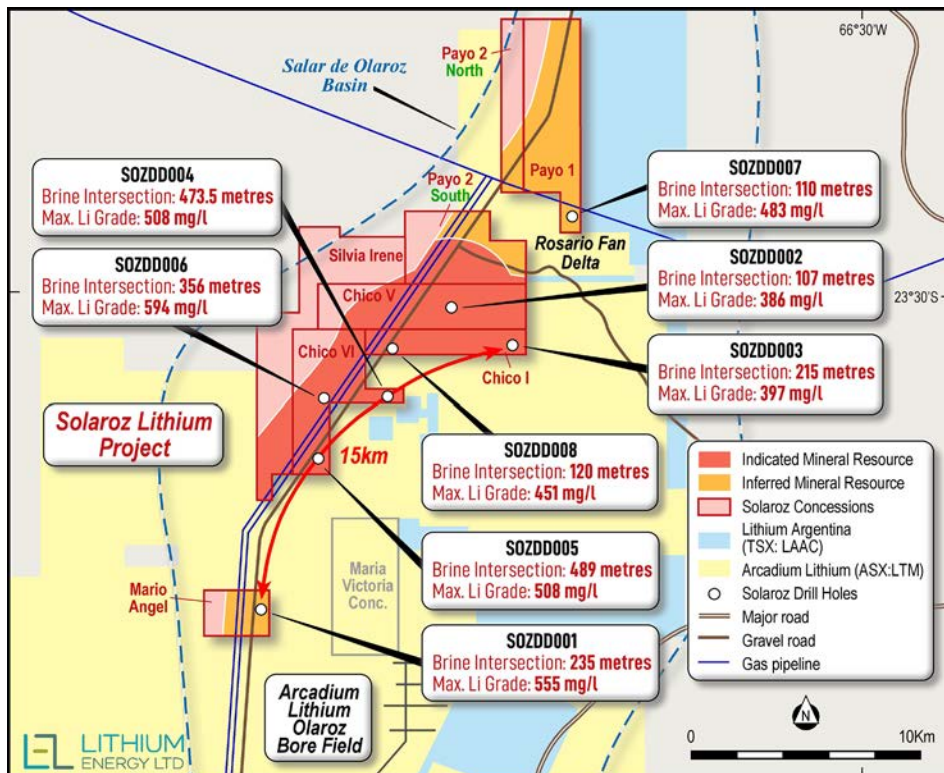 66°30'W
Payo 2
North
Salar de Olaroz
Basin
SOZDD004
Brine Intersection: 473.5 metres
Max. Li Grade: 508 mg/l
Payo 2
South
Payo 1
SOZDD007
Brine Intersection: 110 metres
Max. Li Grade: 483 mg/l
Rosario Fan
Delta
Silvia Irene
SOZDD006
Brine Intersection: 356 metres
Max. Li Grade: 594 mg/l
Chico V
SOZDD002
Brine Intersection: 107 metres
Max. Li Grade: 386 mg/l
23°30'S
Chico VI
Chico I
SOZDD003
Brine Intersection: 215 metres
Max. Li Grade: 397 mg/l
Solaroz Lithium
Project
15km
SOZDD008
Brine Intersection: 120 metres
Max. Li Grade: 451 mg/l
SOZDD005
Brine Intersection: 489 metres
Max. Li Grade: 508 mg/l
Maria
Victoria
Conc.
Mario
Angel
SOZDD001
Brine Intersection: 235 metres
Max. Li Grade: 555 mg/l
Arcadium
Lithium
Olaroz
Bore Field
Indicated Mineral Resource
Inferred Mineral Resource
Solaroz Concessions
Lithium Argentina
(TSX: LAAC)
Arcadium Lithium (ASX:LTM)
Solaroz Drill Holes
Major road
Gravel road
Gas pipeline
N
0 10Km
LITHIUM
ENERGY LTD